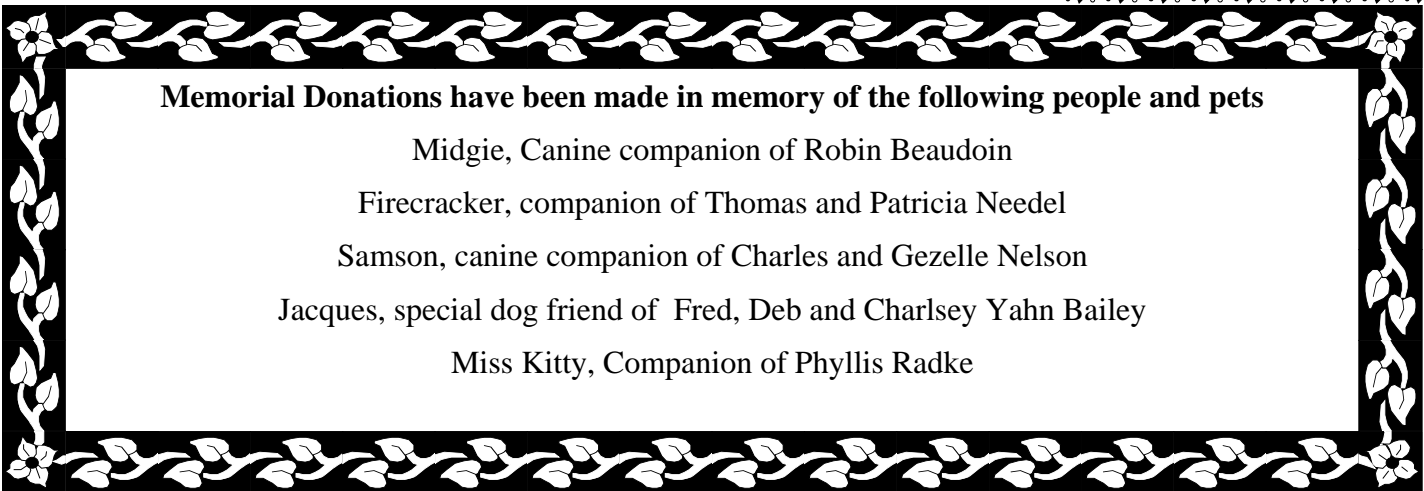 Memorial Donations have been made in memory of the following people and pets
Midgie, Canine companion of Robin Beaudoin
Firecracker, companion of Thomas and Patricia Needel
Samson, canine companion of Charles and Gezelle Nelson
Jacques, special dog friend of  Fred, Deb and Charlsey Yahn Bailey
Miss Kitty, Companion of Phyllis Radke